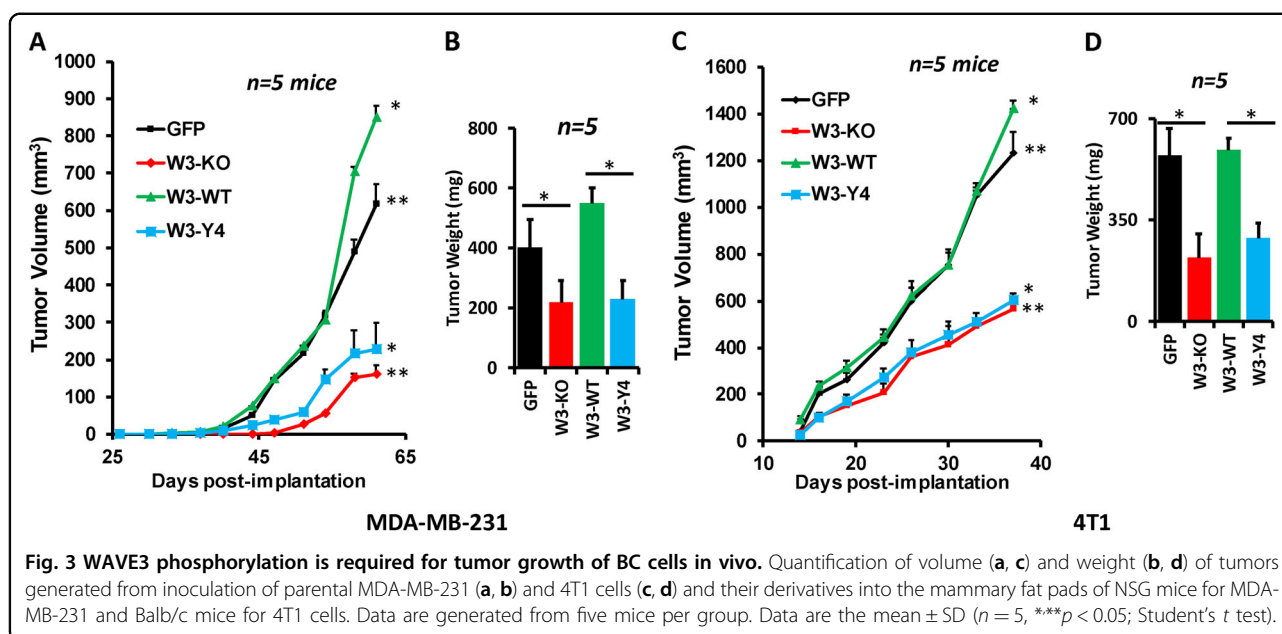 A
n=5 mice
Tumor Volume (mm³)
1000
900
800
700
600
500
400
300
200
100
0
GFP
W3-KO
W3-WT
W3-Y4
*
**
*
**
25
45
65
Days post-implantation
B
n=5
Tumor Weight (mg)
800
600
400
200
0
*
*
GFP
W3-KO
W3-WT
W3-Y4
MDA-MB-231
C
n=5 mice
Tumor Volume (mm³)
1600
1400
1200
1000
800
600
400
200
0
GFP
W3-KO
W3-WT
W3-Y4
*
**
*
**
10
20
30
40
Days post-implantation
D
n=5
Tumor Weight (mg)
700
350
0
*
*
GFP
W3-KO
W3-WT
W3-Y4
4T1
Fig. 3 WAVE3 phosphorylation is required for tumor growth of BC cells in vivo. Quantification of volume (a, c) and weight (b, d) of tumors
generated from inoculation of parental MDA-MB-231 (a, b) and 4T1 cells (c, d) and their derivatives into the mammary fat pads of NSG mice for MDA-
MB-231 and Balb/c mice for 4T1 cells. Data are generated from five mice per group. Data are the mean ± SD (n = 5, *,**p < 0.05; Student's t test).